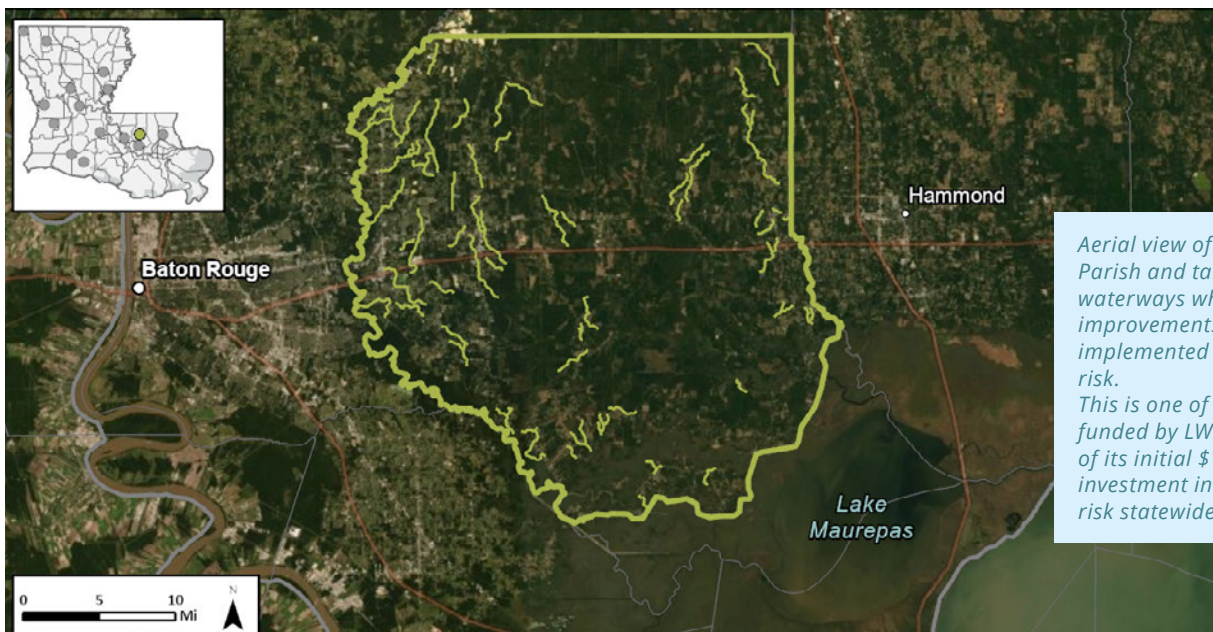 Hammond
Baton Rouge
Aerial view of
Parish and ta
waterways wh
improvement
implemented
risk.
This is one of
funded by LW
of its initial $
investment in
risk statewide
Lake
Maurepas
0 5 10
Mi
N